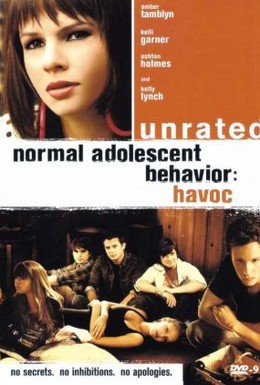 amber
tamblyn
kelli
garner
ashton
holmes
and
kelly
lynch
unrated
normal adolescent
behavior:
havoc
no secrets. no inhibitions. no apologies.
DVD-9